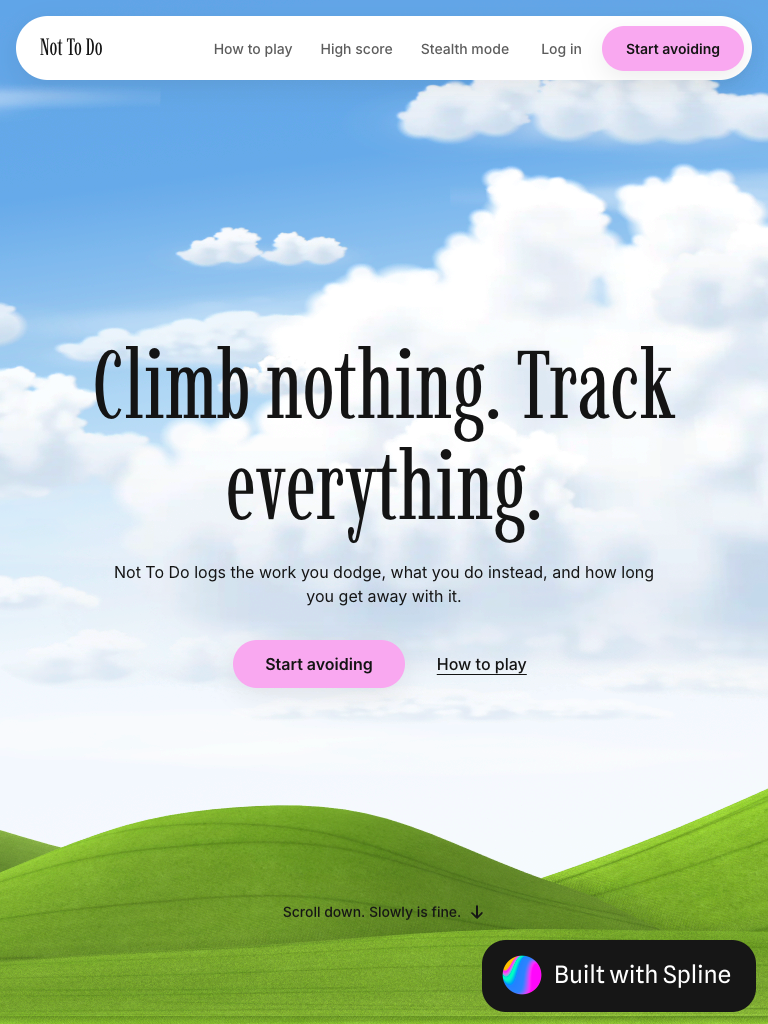 Not To Do
How to play
High score
Stealth mode
Log in
Start avoiding
Climb nothing. Track
everything.
Not To Do logs the work you dodge, what you do instead, and how long
you get away with it.
Start avoiding
How to play
Scroll down. Slowly is fine.
Built with Spline